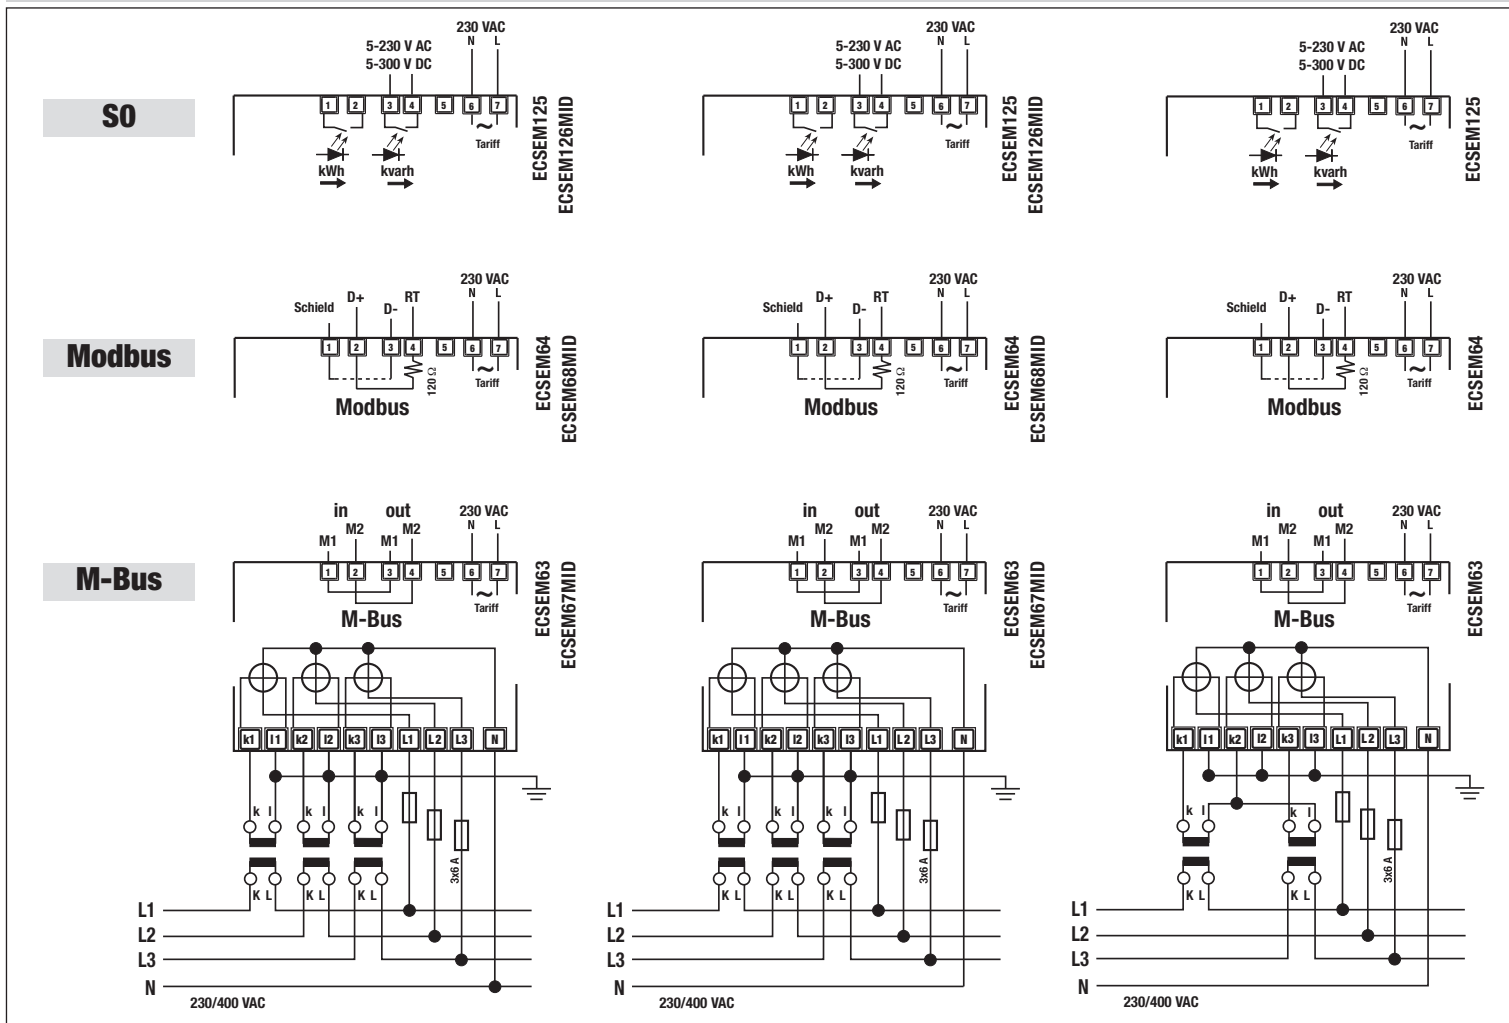 S0
5-230 V AC
5-300 V DC
230 VAC
N L
1 2 3 4 5 6 7
Tariff
kWh kvarh
ECSEM125
ECSEM126MID
5-230 V AC
5-300 V DC
230 VAC
N L
1 2 3 4 5 6 7
Tariff
kWh kvarh
ECSEM125
ECSEM126MID
5-230 V AC
5-300 V DC
230 VAC
N L
1 2 3 4 5 6 7
Tariff
kWh kvarh
ECSEM125
Modbus
Schield D+ D- RT
230 VAC
N L
1 2 3 4 5 6 7
120 Ω
Tariff
Modbus
ECSEM64
ECSEM68MID
Schield D+ D- RT
230 VAC
N L
1 2 3 4 5 6 7
120 Ω
Tariff
Modbus
ECSEM64
ECSEM68MID
Schield D+ D- RT
230 VAC
N L
1 2 3 4 5 6 7
120 Ω
Tariff
Modbus
ECSEM64
M-Bus
in out
M1 M2 M1 M2
230 VAC
N L
1 2 3 4 5 6 7
Tariff
M-Bus
ECSEM63
ECSEM67MID
in out
M1 M2 M1 M2
230 VAC
N L
1 2 3 4 5 6 7
Tariff
M-Bus
ECSEM63
ECSEM67MID
in out
M1 M2 M1 M2
230 VAC
N L
1 2 3 4 5 6 7
Tariff
M-Bus
ECSEM63
k1 l1 k2 l2 k3 l3 L1 L2 L3 N
k l k l k l
3x6 A
K L K L K L
L1
L2
L3
N
230/400 VAC
k1 l1 k2 l2 k3 l3 L1 L2 L3 N
k l k l k l
3x6 A
K L K L K L
L1
L2
L3
N
230/400 VAC
k1 l1 k2 l2 k3 l3 L1 L2 L3 N
k l k l
3x6 A
K L K L
L1
L2
L3
N
230/400 VAC